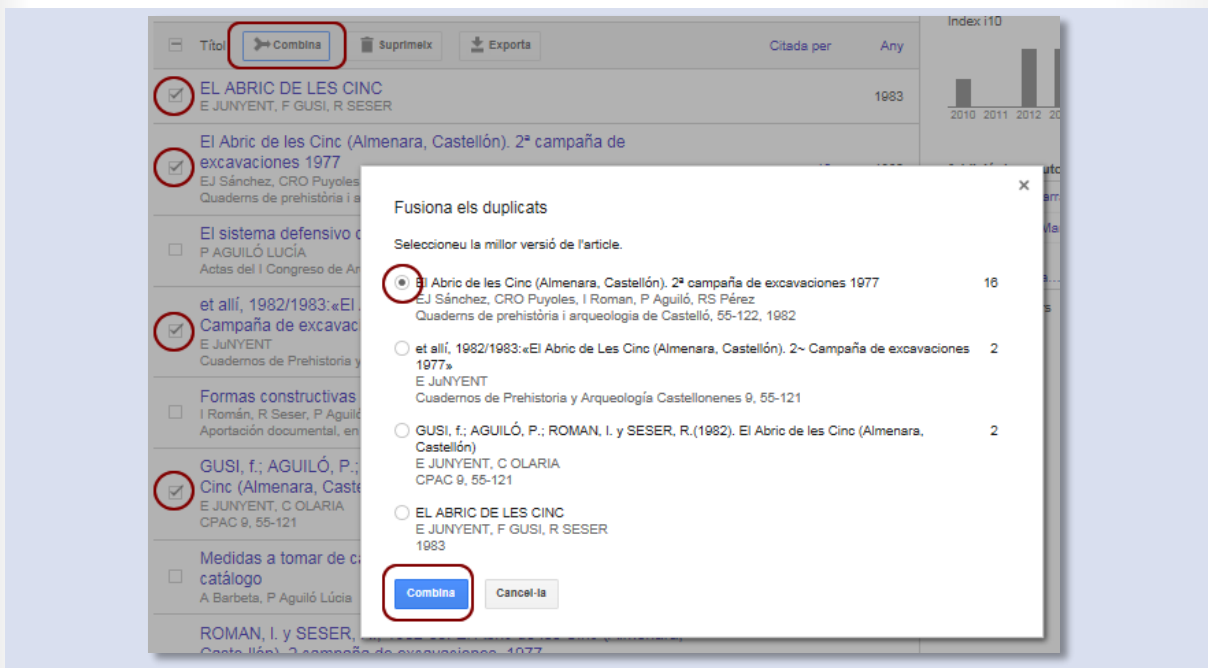 Índex i10
Títol Combina Suprimeix Exporta Citada per Any
EL ABRIC DE LES CINC 1983
E JUNYENT, F GUSI, R SESER
2010 2011 2012 20
El Abric de les Cinc (Almenara, Castellón). 2ª campaña de
excavaciones 1977
EJ Sánchez, CRO Puyoles
Quaderns de prehistòria i a
El sistema defensivo
P AGUILÓ LUCÍA
Actas del I Congreso de Ar
et allí, 1982/1983:«El
Campaña de excavac
E JuNYENT
Cuadernos de Prehistoria y
Formas constructivas
I Román, R Seser, P Aguiló
Aportación documental, en
GUSI, f.; AGUILÓ, P.;
Cinc (Almenara, Caste
E JUNYENT, C OLARIA
CPAC 9, 55-121
Medidas a tomar de c
catálogo
A Barbeta, P Aguiló Lúcia
ROMAN, I. y SESER,
excavaciones 1977
Fusiona els duplicats
×
Seleccioneu la millor versió de l'article.
El Abric de les Cinc (Almenara, Castellón). 2ª campaña de excavaciones 1977 16
EJ Sánchez, CRO Puyoles, I Roman, P Aguiló, RS Pérez
Quaderns de prehistòria i arqueologia de Castelló, 55-122, 1982
et allí, 1982/1983:«El Abric de Les Cinc (Almenara, Castellón). 2~ Campaña de excavaciones 2
1977»
E JuNYENT
Cuadernos de Prehistoria y Arqueología Castellonenes 9, 55-121
GUSI, f.; AGUILÓ, P.; ROMAN, I. y SESER, R.(1982). El Abric de les Cinc (Almenara, 2
Castellón)
E JUNYENT, C OLARIA
CPAC 9, 55-121
EL ABRIC DE LES CINC
E JUNYENT, F GUSI, R SESER
1983
Combina Cancel·la